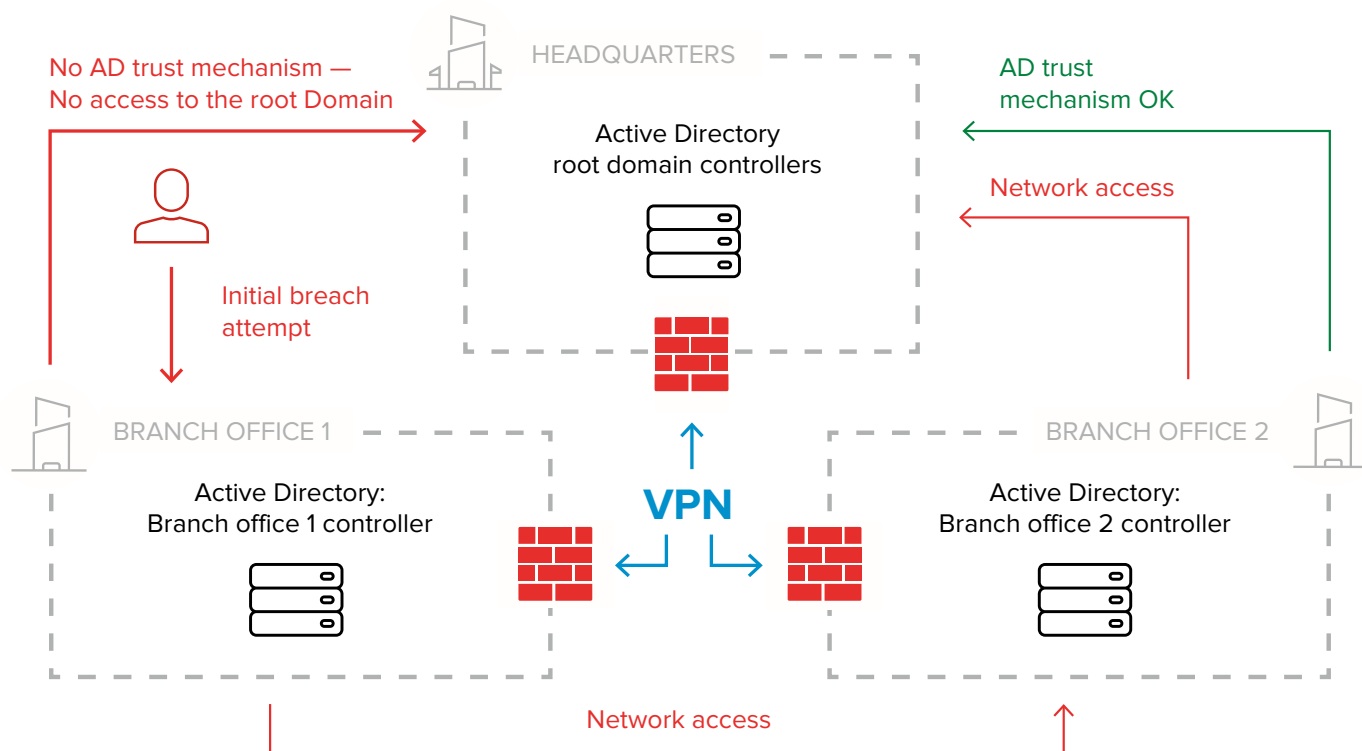 HEADQUARTERS
No AD trust mechanism —
No access to the root Domain
AD trust
mechanism OK
Active Directory
root domain controllers
Network access
Initial breach
attempt
BRANCH OFFICE 1
BRANCH OFFICE 2
Active Directory:
Branch office 1 controller
VPN
Active Directory:
Branch office 2 controller
Network access